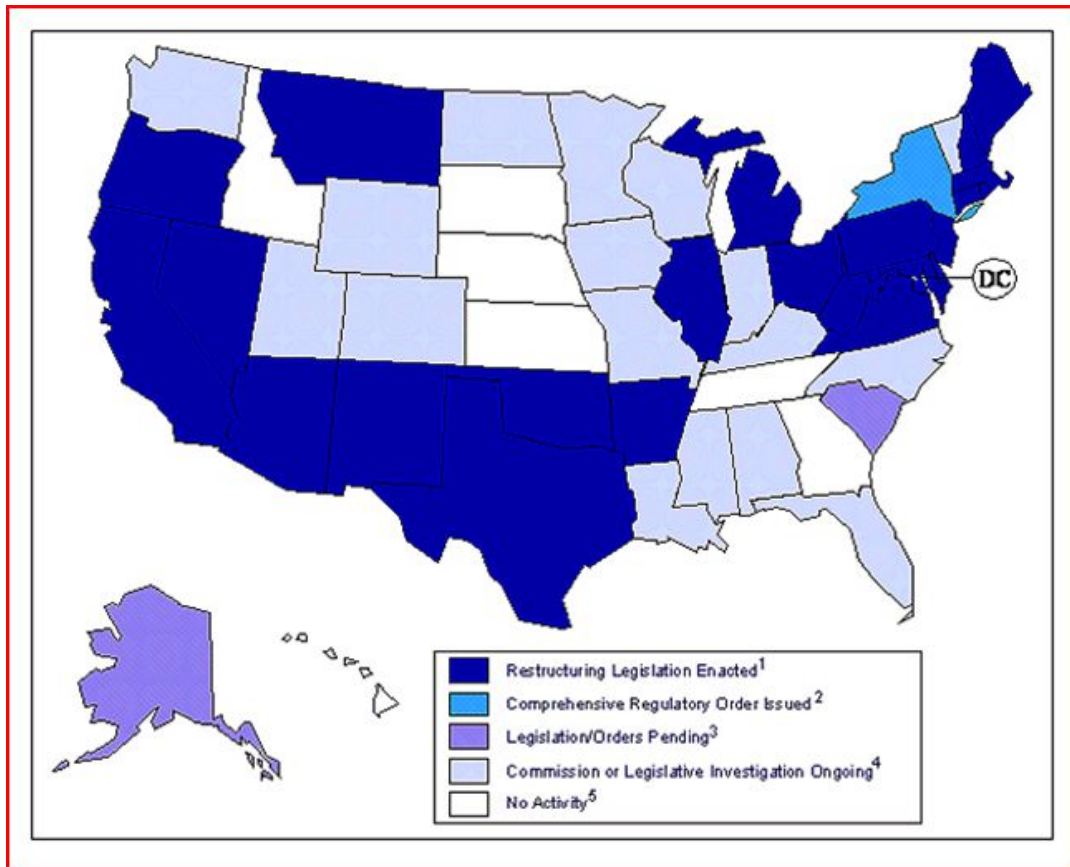 DC
Restructuring Legislation Enacted1
Comprehensive Regulatory Order Issued2
Legislation/Orders Pending3
Commission or Legislative Investigation Ongoing4
No Activity5